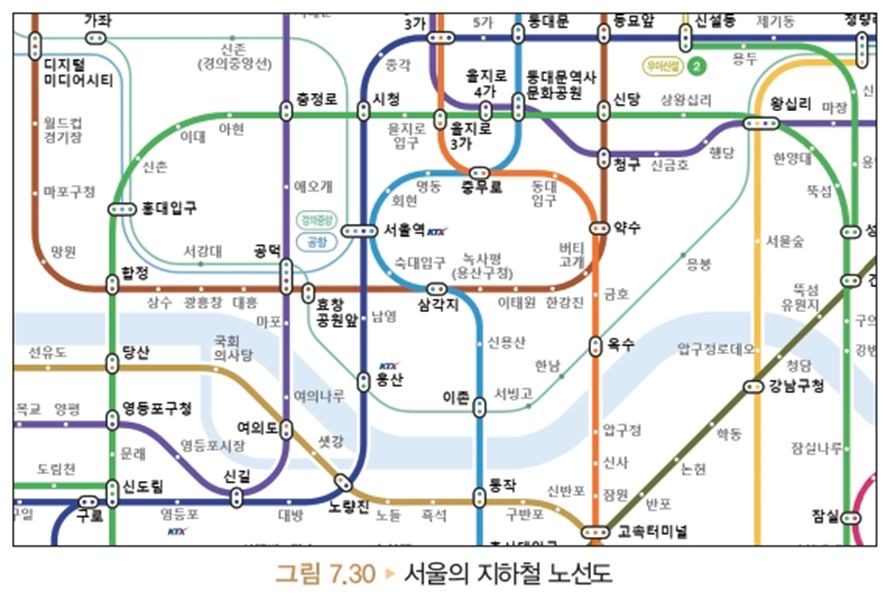 가좌
3가
5가
동대문
동묘앞
신설동
제기동
디지털
미디어시티
신촌
(경의중앙선)
종각
을지로
4가
동대문역사
문화공원
우이신설
2
용두
월드컵
경기장
이대
아현
충정로
시청
을지로
입구
을지로
3가
신당
상왕십리
왕십리
마장
마포구청
신촌
애오개
명동
충무로
동대
입구
청구
신금호
행당
한양대
뚝섬
홍대입구
경의중앙
공항
회현
서울역
KTX
약수
망원
서강대
공덕
숙대입구
녹사평
(용산구청)
버티
고개
응봉
서울숲
합정
상수
광흥창
대흥
효창
공원앞
삼각지
이태원
한강진
금호
뚝섬
유원지
마포
남영
선유도
당산
국회
의사당
신용산
옥수
압구정로데오
청담
KTX
용산
한남
강남구청
목교
양평
영등포구청
여의나루
이촌
서빙고
여의도
샛강
압구정
학동
잠실나루
문래
영등포시장
신길
신사
논현
도림천
신도림
노량진
동작
신반포
잠원
반포
구로
영등포
대방
노들
흑석
구반포
고속터미널
잠실
KTX
그림 7.30 ▶ 서울의 지하철 노선도